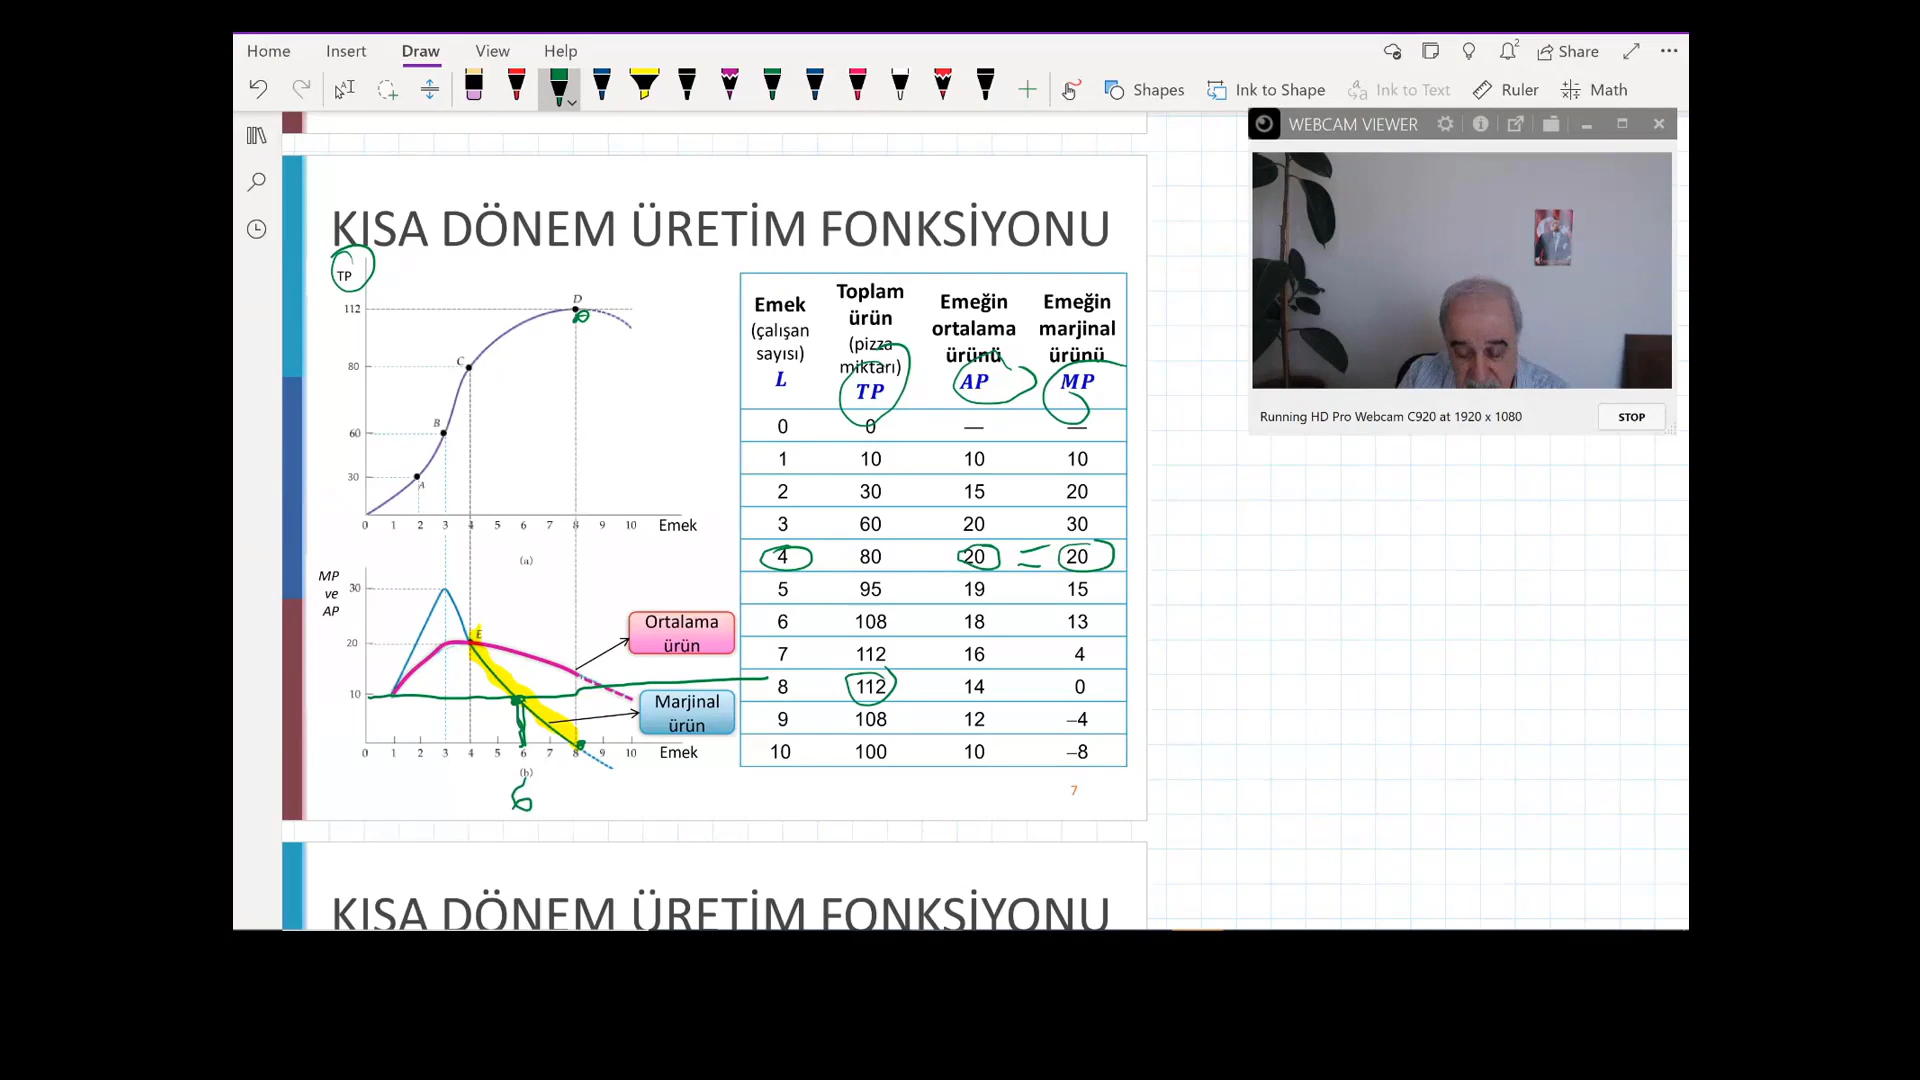 Home Insert Draw View Help
2 Share
Shapes Ink to Shape Ink to Text Ruler Math
WEBCAM VIEWER
Running HD Pro Webcam C920 at 1920 x 1080 STOP
KISA DÖNEM ÜRETİM FONKSİYONU
TP
112
80
60
30
A
B
C
D
0 1 2 3 4 5 6 7 8 9 10 Emek
(a)
MP
ve
AP
30
20
10
E
Ortalama
ürün
Marjinal
ürün
0 1 2 3 4 5 6 7 8 9 10 Emek
(b)
6
Emek
(çalışan
sayısı)
L
Toplam
ürün
(pizza
miktarı)
TP
Emeğin
ortalama
ürünü
AP
Emeğin
marjinal
ürünü
MP
0 0 — —
1 10 10 10
2 30 15 20
3 60 20 30
4 80 20 = 20
5 95 19 15
6 108 18 13
7 112 16 4
8 112 14 0
9 108 12 –4
10 100 10 –8
7
KISA DÖNEM ÜRETİM FONKSİYONU